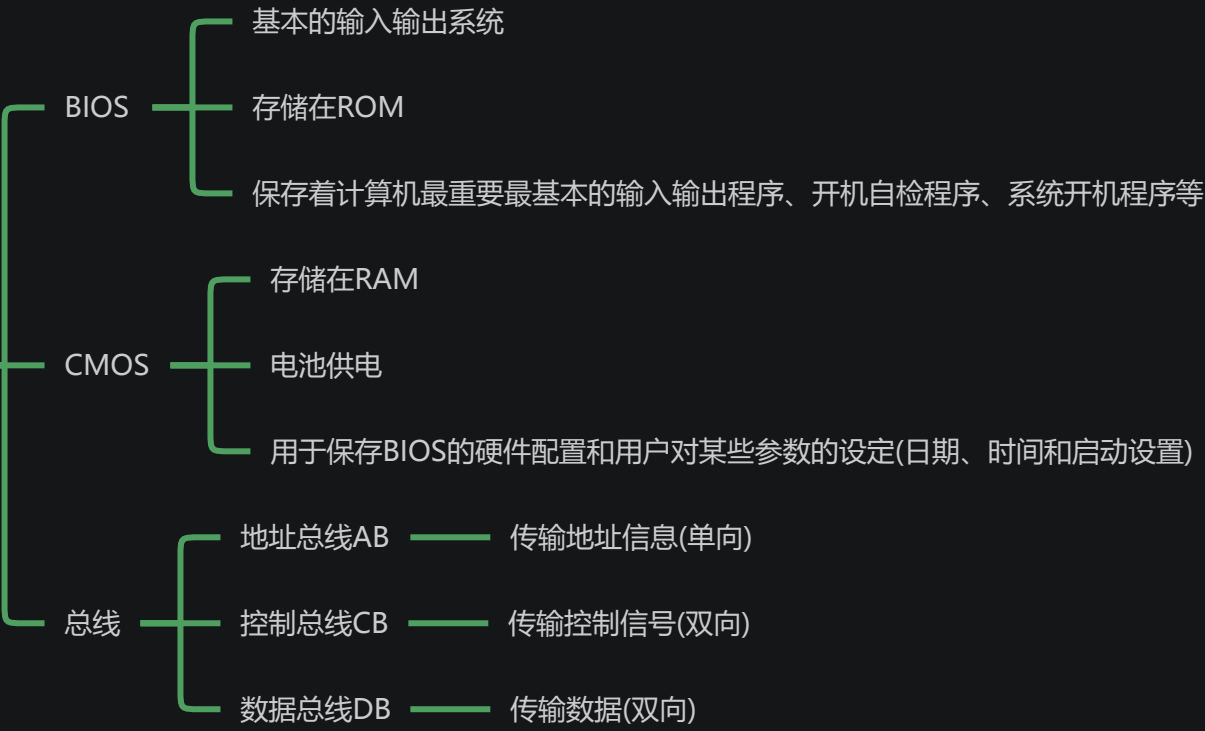 基本的输入输出系统
BIOS
存储在ROM
保存着计算机最重要最基本的输入输出程序、开机自检程序、系统开机程序等
存储在RAM
CMOS
电池供电
用于保存BIOS的硬件配置和用户对某些参数的设定(日期、时间和启动设置)
地址总线AB
传输地址信息(单向)
总线
控制总线CB
传输控制信号(双向)
数据总线DB
传输数据(双向)